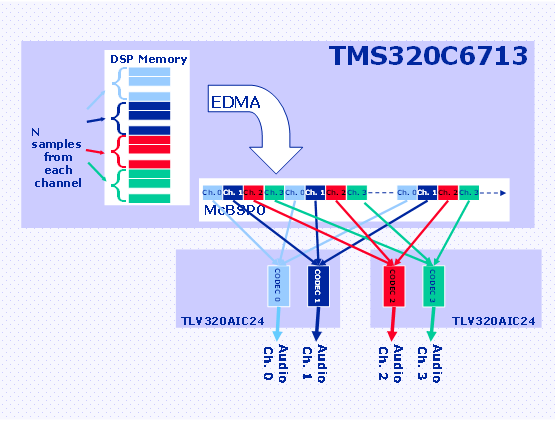 TMS320C6713
DSP Memory
EDMA
N
samples
from
each
channel
Ch. 0 Ch. 1 Ch. 2 Ch. 3 Ch. 0 Ch. 1 Ch. 2 Ch. 3 Ch. 0 Ch. 1 Ch. 2 Ch. 3
McBSP0
CODEC 0
CODEC 1
CODEC 2
CODEC 3
TLV320AIC24
TLV320AIC24
Audio
Ch. 0
Audio
Ch. 1
Audio
Ch. 2
Audio
Ch. 3